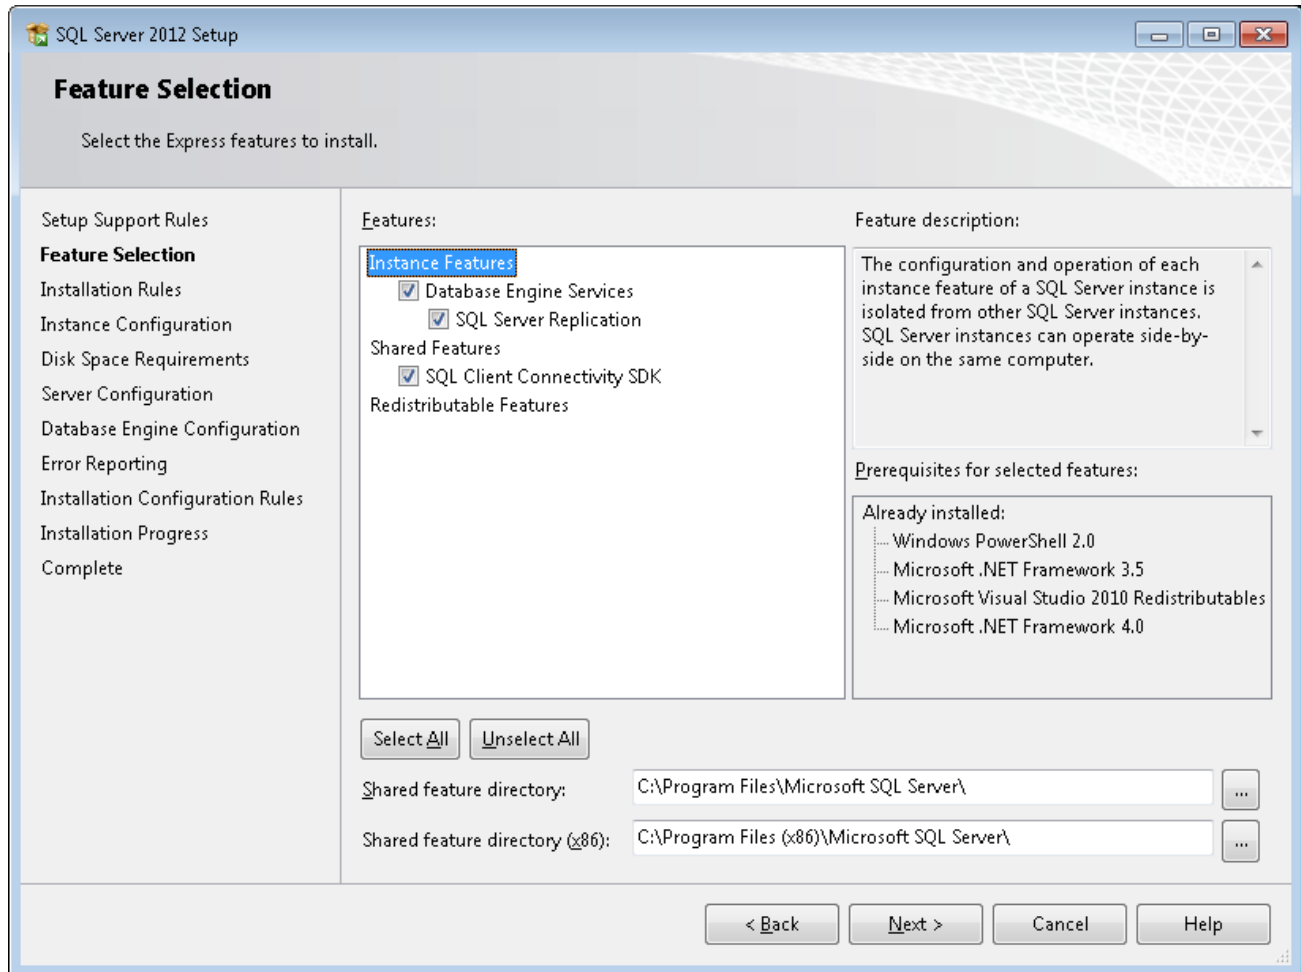 SQL Server 2012 Setup
Feature Selection
Select the Express features to install.
Setup Support Rules
Feature Selection
Installation Rules
Instance Configuration
Disk Space Requirements
Server Configuration
Database Engine Configuration
Error Reporting
Installation Configuration Rules
Installation Progress
Complete
Features:
Instance Features
Database Engine Services
SQL Server Replication
Shared Features
SQL Client Connectivity SDK
Redistributable Features
Feature description:
The configuration and operation of each
instance feature of a SQL Server instance is
isolated from other SQL Server instances.
SQL Server instances can operate side-by-
side on the same computer.
Prerequisites for selected features:
Already installed:
Windows PowerShell 2.0
Microsoft .NET Framework 3.5
Microsoft Visual Studio 2010 Redistributables
Microsoft .NET Framework 4.0
Select All
Unselect All
Shared feature directory:
C:\Program Files\Microsoft SQL Server\
...
Shared feature directory (x86):
C:\Program Files (x86)\Microsoft SQL Server\
...
< Back
Next >
Cancel
Help